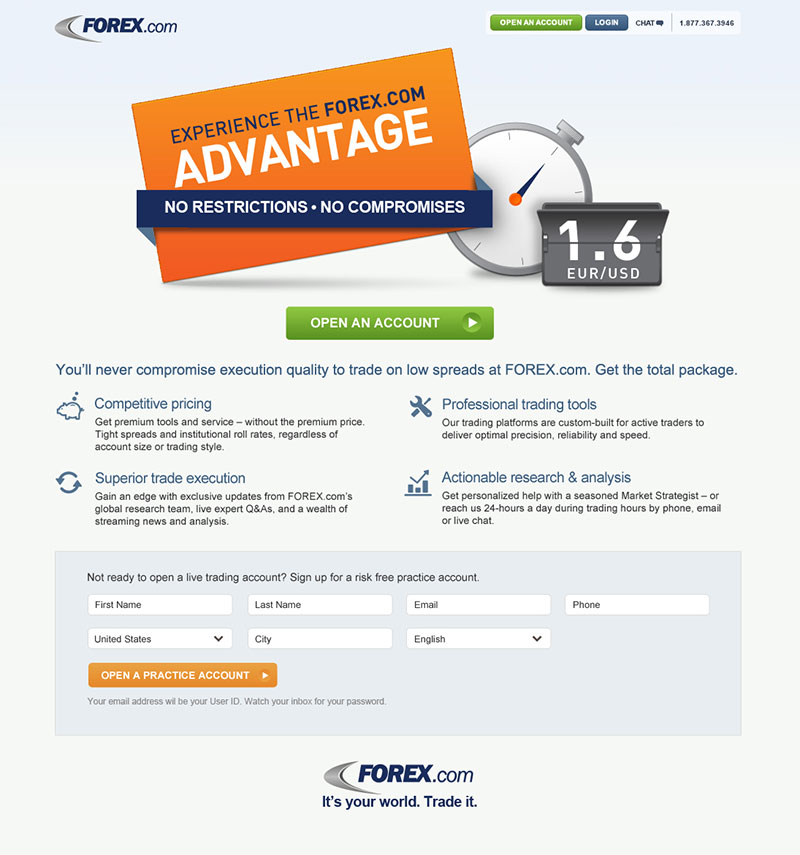 FOREX.com
OPEN AN ACCOUNT
LOGIN
CHAT
1.877.367.3946
EXPERIENCE THE FOREX.COM
ADVANTAGE
NO RESTRICTIONS • NO COMPROMISES
1.6
EUR/USD
OPEN AN ACCOUNT
You'll never compromise execution quality to trade on low spreads at FOREX.com. Get the total package.
Competitive pricing
Get premium tools and service – without the premium price.
Tight spreads and institutional roll rates, regardless of
account size or trading style.
Professional trading tools
Our trading platforms are custom-built for active traders to
deliver optimal precision, reliability and speed.
Superior trade execution
Gain an edge with exclusive updates from FOREX.com's
global research team, live expert Q&As, and a wealth of
streaming news and analysis.
Actionable research & analysis
Get personalized help with a seasoned Market Strategist – or
reach us 24-hours a day during trading hours by phone, email
or live chat.
Not ready to open a live trading account? Sign up for a risk free practice account.
First Name
Last Name
Email
Phone
United States
City
English
OPEN A PRACTICE ACCOUNT
Your email address wil be your User ID. Watch your inbox for your password.
FOREX.com
It's your world. Trade it.